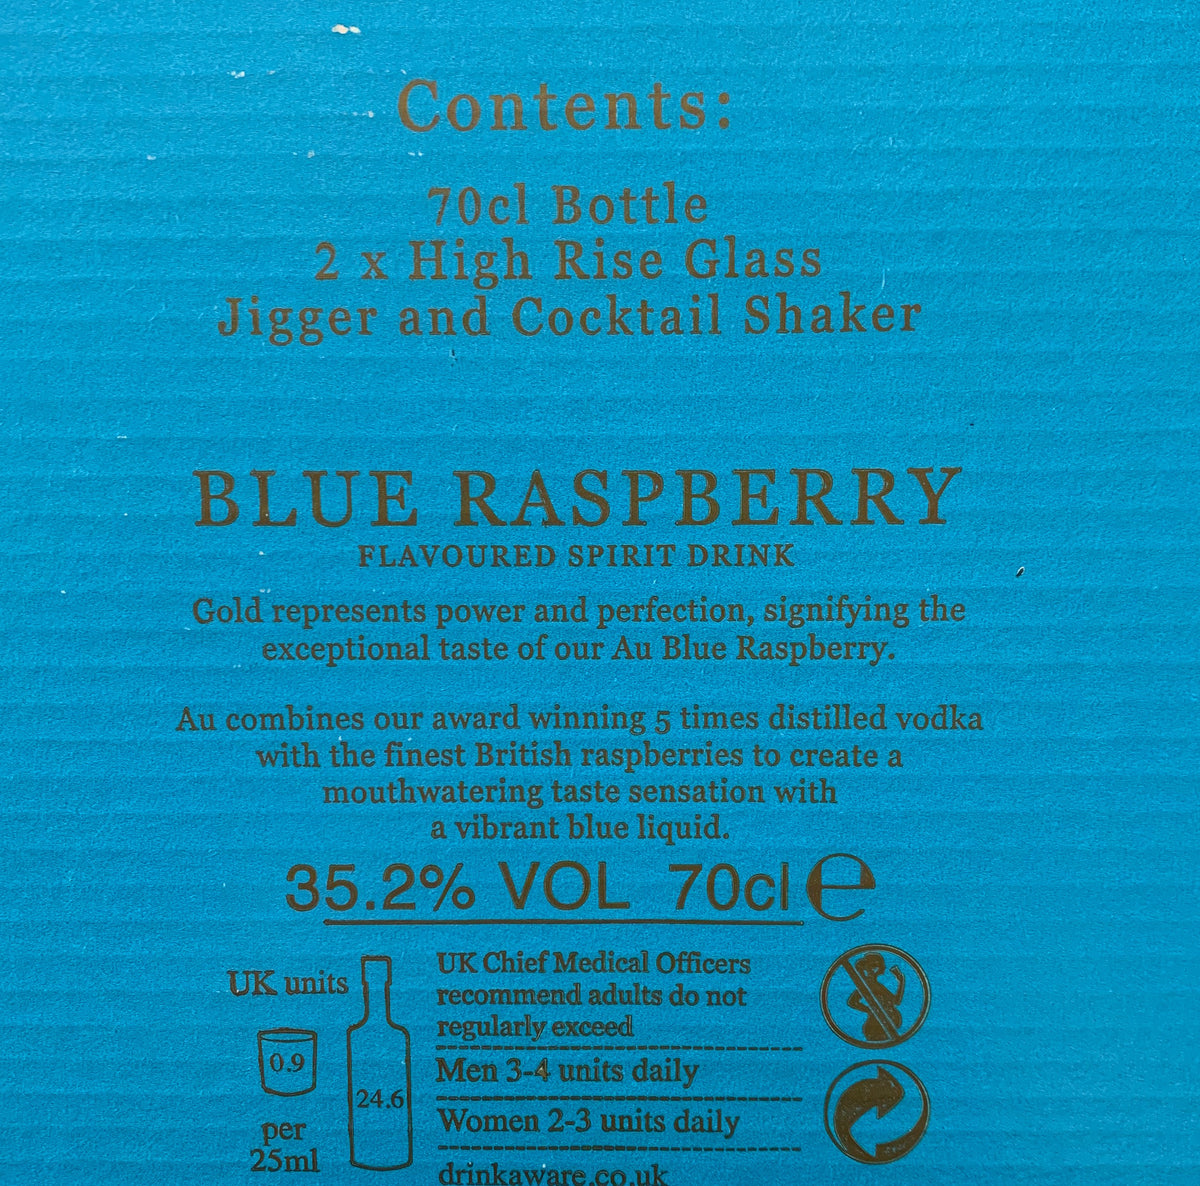 Contents:
70cl Bottle
2 x High Rise Glass
Jigger and Cocktail Shaker
BLUE RASPBERRY
FLAVOURED SPIRIT DRINK
Gold represents power and perfection, signifying the
exceptional taste of our Au Blue Raspberry.
Au combines our award winning 5 times distilled vodka
with the finest British raspberries to create a
mouthwatering taste sensation with
a vibrant blue liquid.
35.2% VOL 70cl ℮
UK units
0.9
per
25ml
24.6
UK Chief Medical Officers
recommend adults do not
regularly exceed
Men 3-4 units daily
Women 2-3 units daily
drinkaware.co.uk